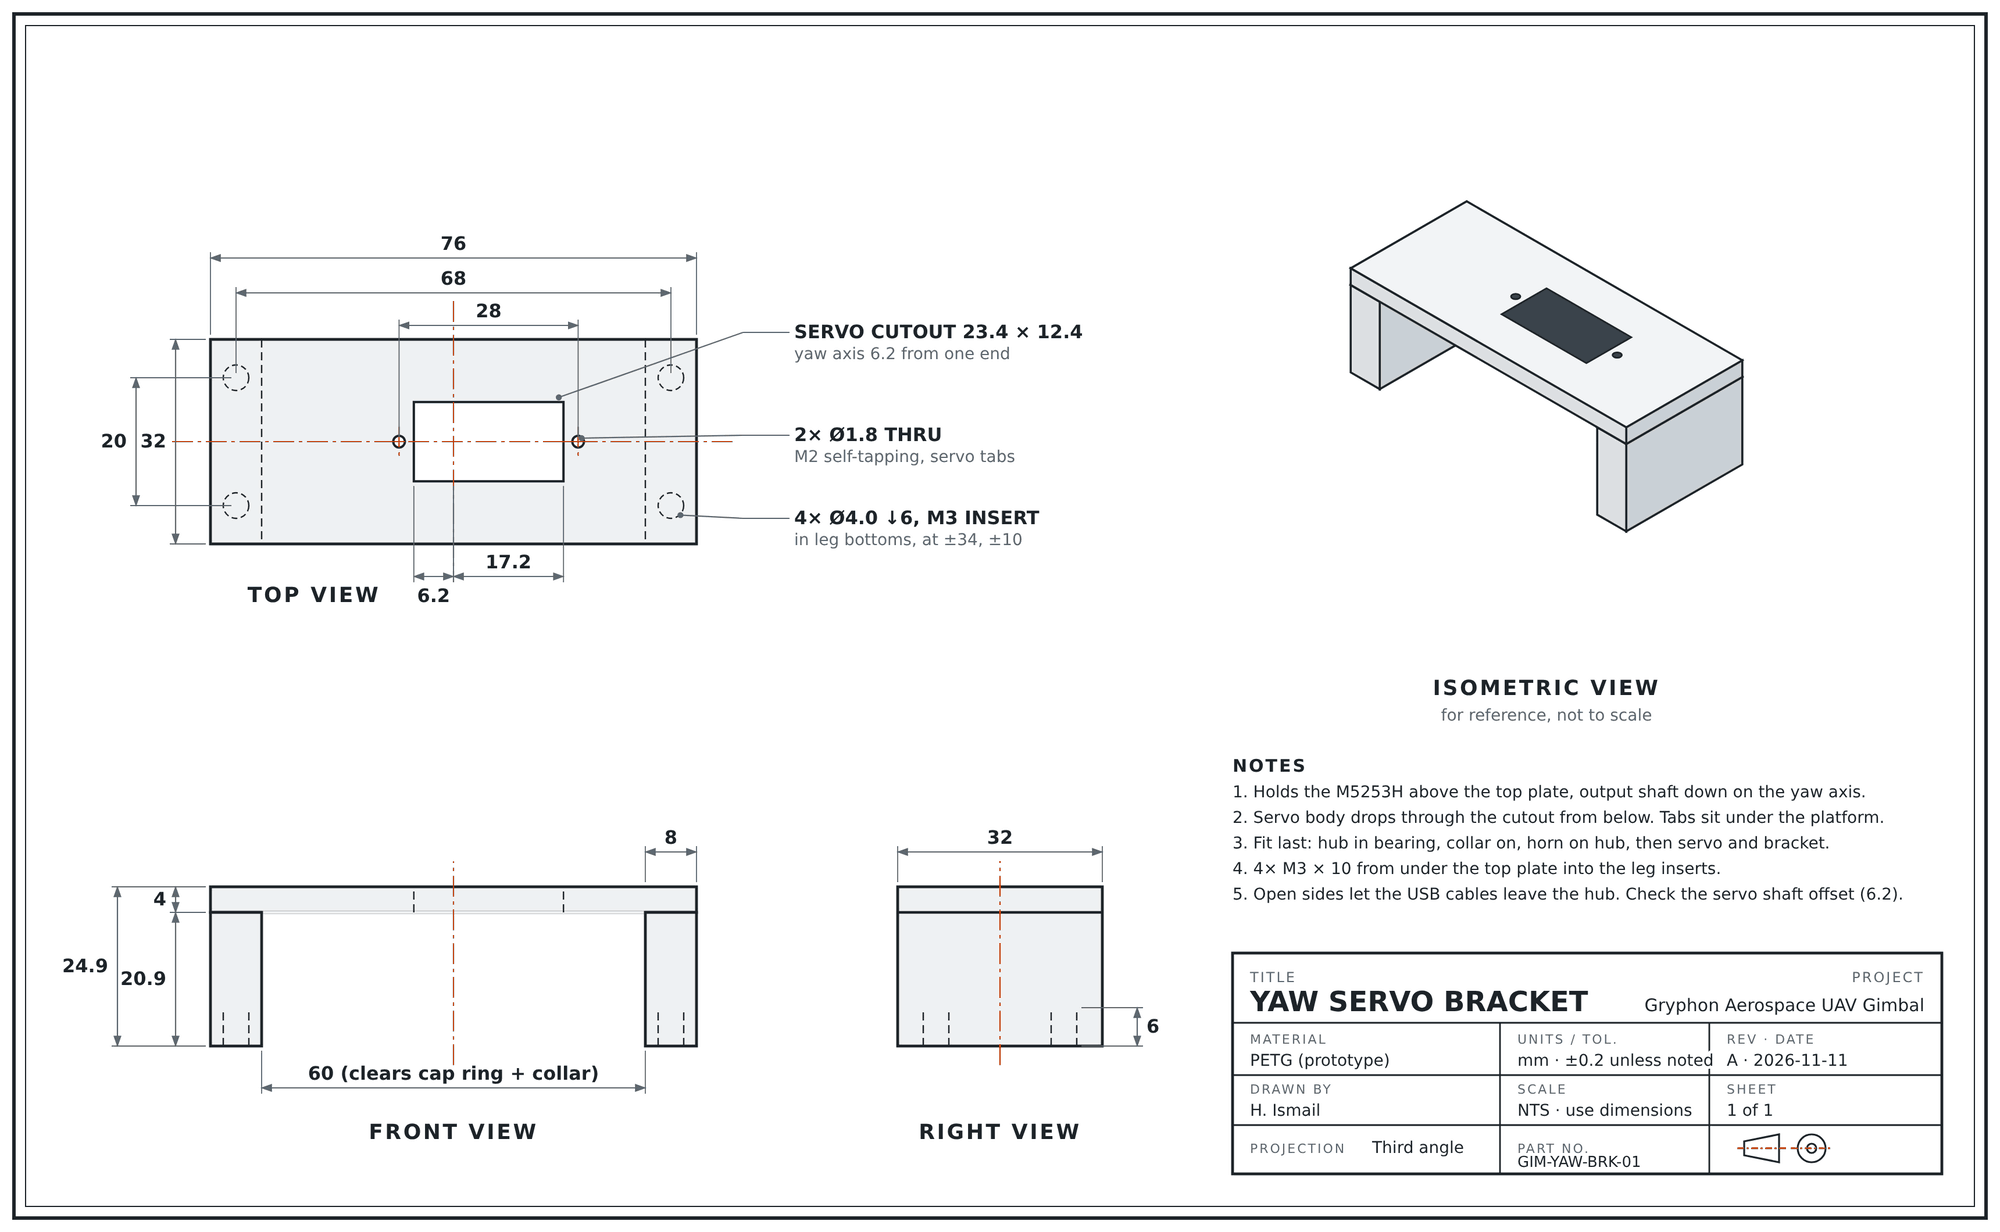 76
68
28
SERVO CUTOUT 23.4 × 12.4
yaw axis 6.2 from one end
20
32
2× Ø1.8 THRU
M2 self-tapping, servo tabs
4× Ø4.0 ↓6, M3 INSERT
in leg bottoms, at ±34, ±10
17.2
6.2
TOP VIEW
ISOMETRIC VIEW
for reference, not to scale
NOTES
1. Holds the M5253H above the top plate, output shaft down on the yaw axis.
2. Servo body drops through the cutout from below. Tabs sit under the platform.
3. Fit last: hub in bearing, collar on, horn on hub, then servo and bracket.
4. 4× M3 × 10 from under the top plate into the leg inserts.
5. Open sides let the USB cables leave the hub. Check the servo shaft offset (6.2).
8
4
24.9
20.9
60 (clears cap ring + collar)
FRONT VIEW
32
6
RIGHT VIEW
TITLE
PROJECT
YAW SERVO BRACKET
Gryphon Aerospace UAV Gimbal
MATERIAL
UNITS / TOL.
REV · DATE
PETG (prototype)
mm · ±0.2 unless noted
A · 2026-11-11
DRAWN BY
SCALE
SHEET
H. Ismail
NTS · use dimensions
1 of 1
PROJECTION
Third angle
PART NO.
GIM-YAW-BRK-01